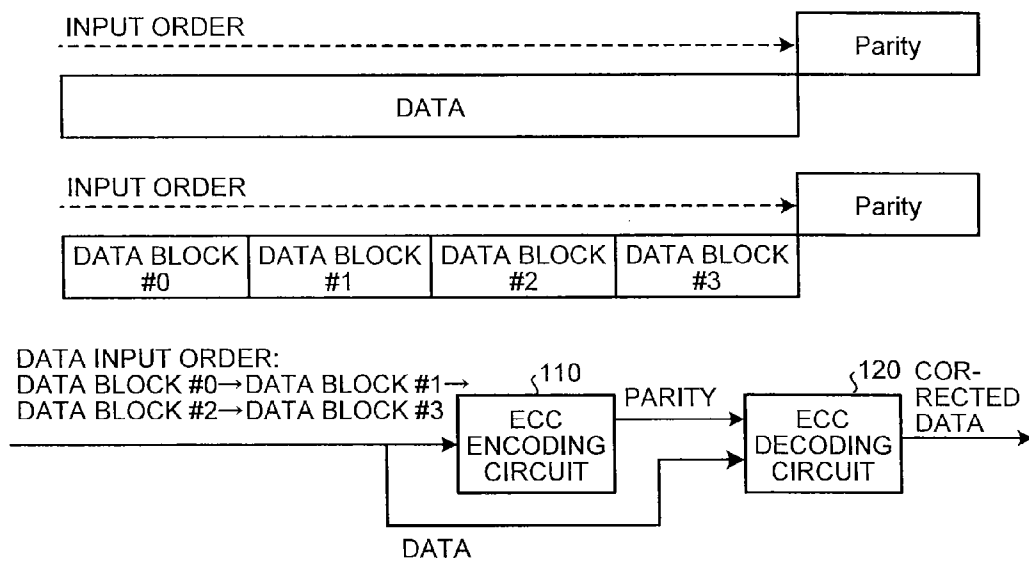 INPUT ORDER
Parity
DATA
INPUT ORDER
Parity
DATA BLOCK #0
DATA BLOCK #1
DATA BLOCK #2
DATA BLOCK #3
DATA INPUT ORDER:
DATA BLOCK #0→DATA BLOCK #1→
DATA BLOCK #2→DATA BLOCK #3
110
ECC
ENCODING
CIRCUIT
PARITY
120
ECC
DECODING
CIRCUIT
COR-
RECTED
DATA
DATA